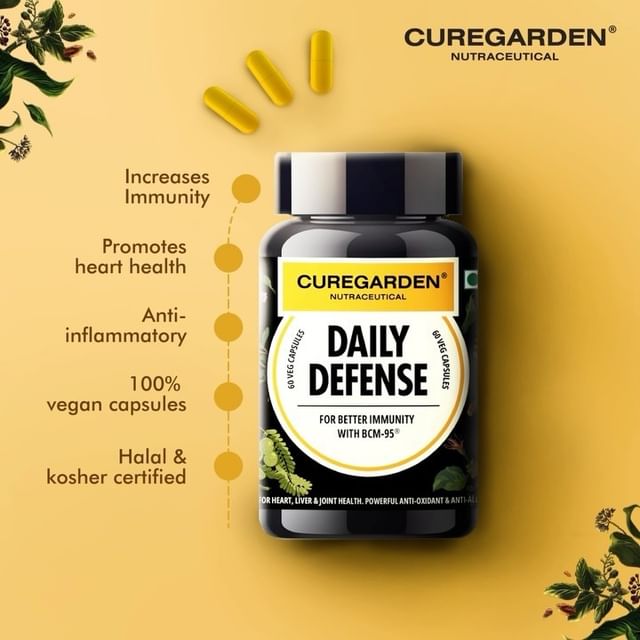 CUREGARDEN®
NUTRACEUTICAL
Increases
Immunity
Promotes
heart health
Anti-
inflammatory
100%
vegan capsules
Halal &
kosher certified
CUREGARDEN®
NUTRACEUTICAL
60 VEG CAPSULES
DAILY
DEFENSE
60 VEG CAPSULES
FOR BETTER IMMUNITY
WITH BCM-95®
FOR HEART, LIVER & JOINT HEALTH. POWERFUL ANTI-OXIDANT &